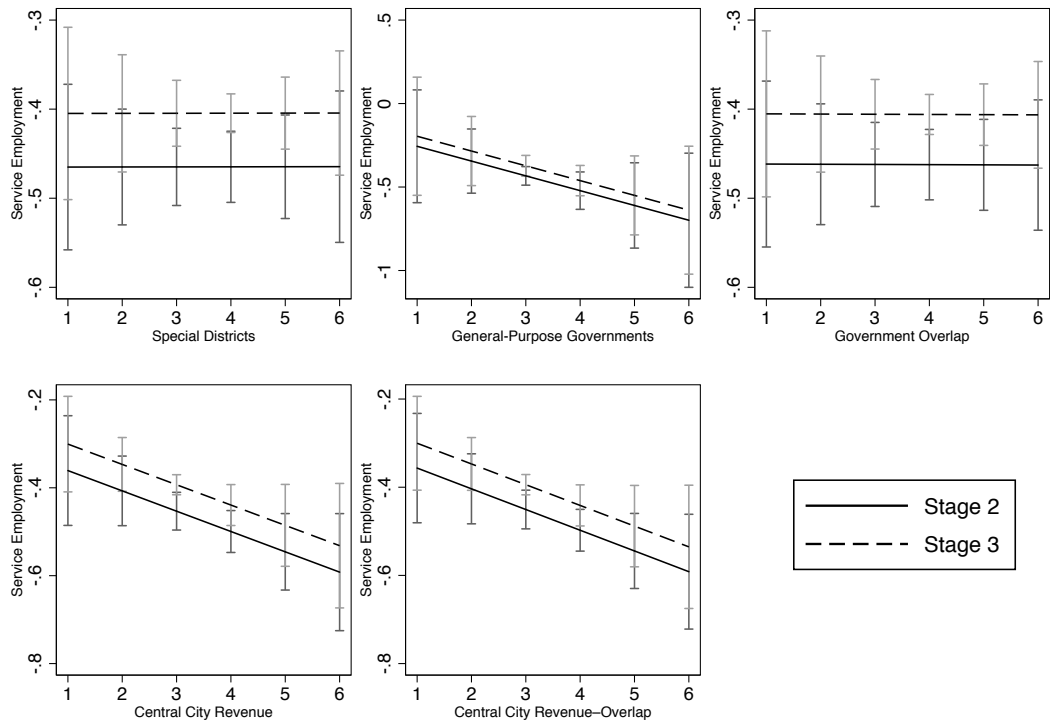 -.3
-.4
-.5
-.6
Service Employment
1 2 3 4 5 6
Special Districts
.5
0
-.5
-1
Service Employment
1 2 3 4 5 6
General-Purpose Governments
-.3
-.4
-.5
-.6
Service Employment
1 2 3 4 5 6
Government Overlap
-.2
-.4
-.6
-.8
Service Employment
1 2 3 4 5 6
Central City Revenue
-.2
-.4
-.6
-.8
Service Employment
1 2 3 4 5 6
Central City Revenue–Overlap
Stage 2
Stage 3